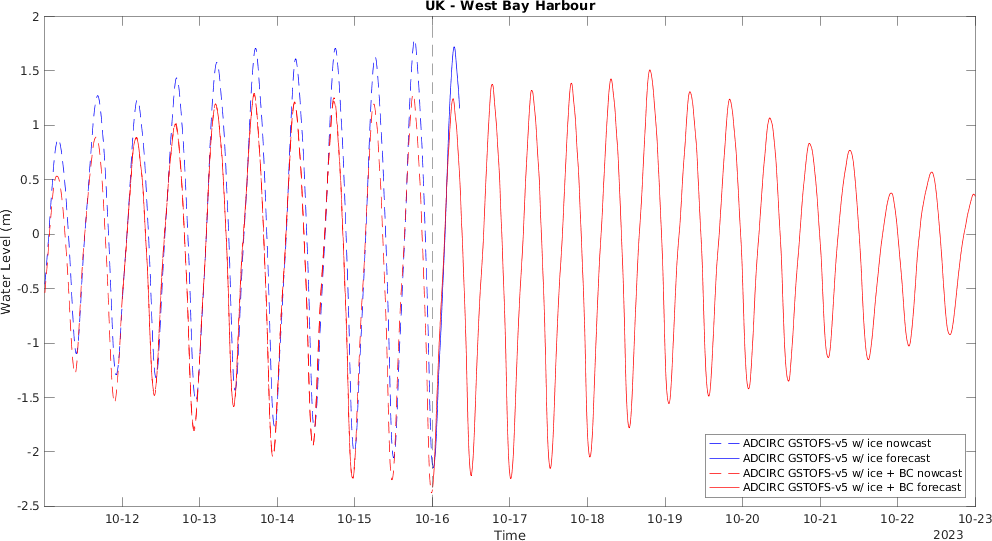 UK - West Bay Harbour
2
1.5
1
0.5
0
-0.5
-1
-1.5
-2
-2.5
Water Level (m)
10-12 10-13 10-14 10-15 10-16 10-17 10-18 10-19 10-20 10-21 10-22 10-23
Time
2023
ADCIRC GSTOFS-v5 w/ ice nowcast
ADCIRC GSTOFS-v5 w/ ice forecast
ADCIRC GSTOFS-v5 w/ ice + BC nowcast
ADCIRC GSTOFS-v5 w/ ice + BC forecast